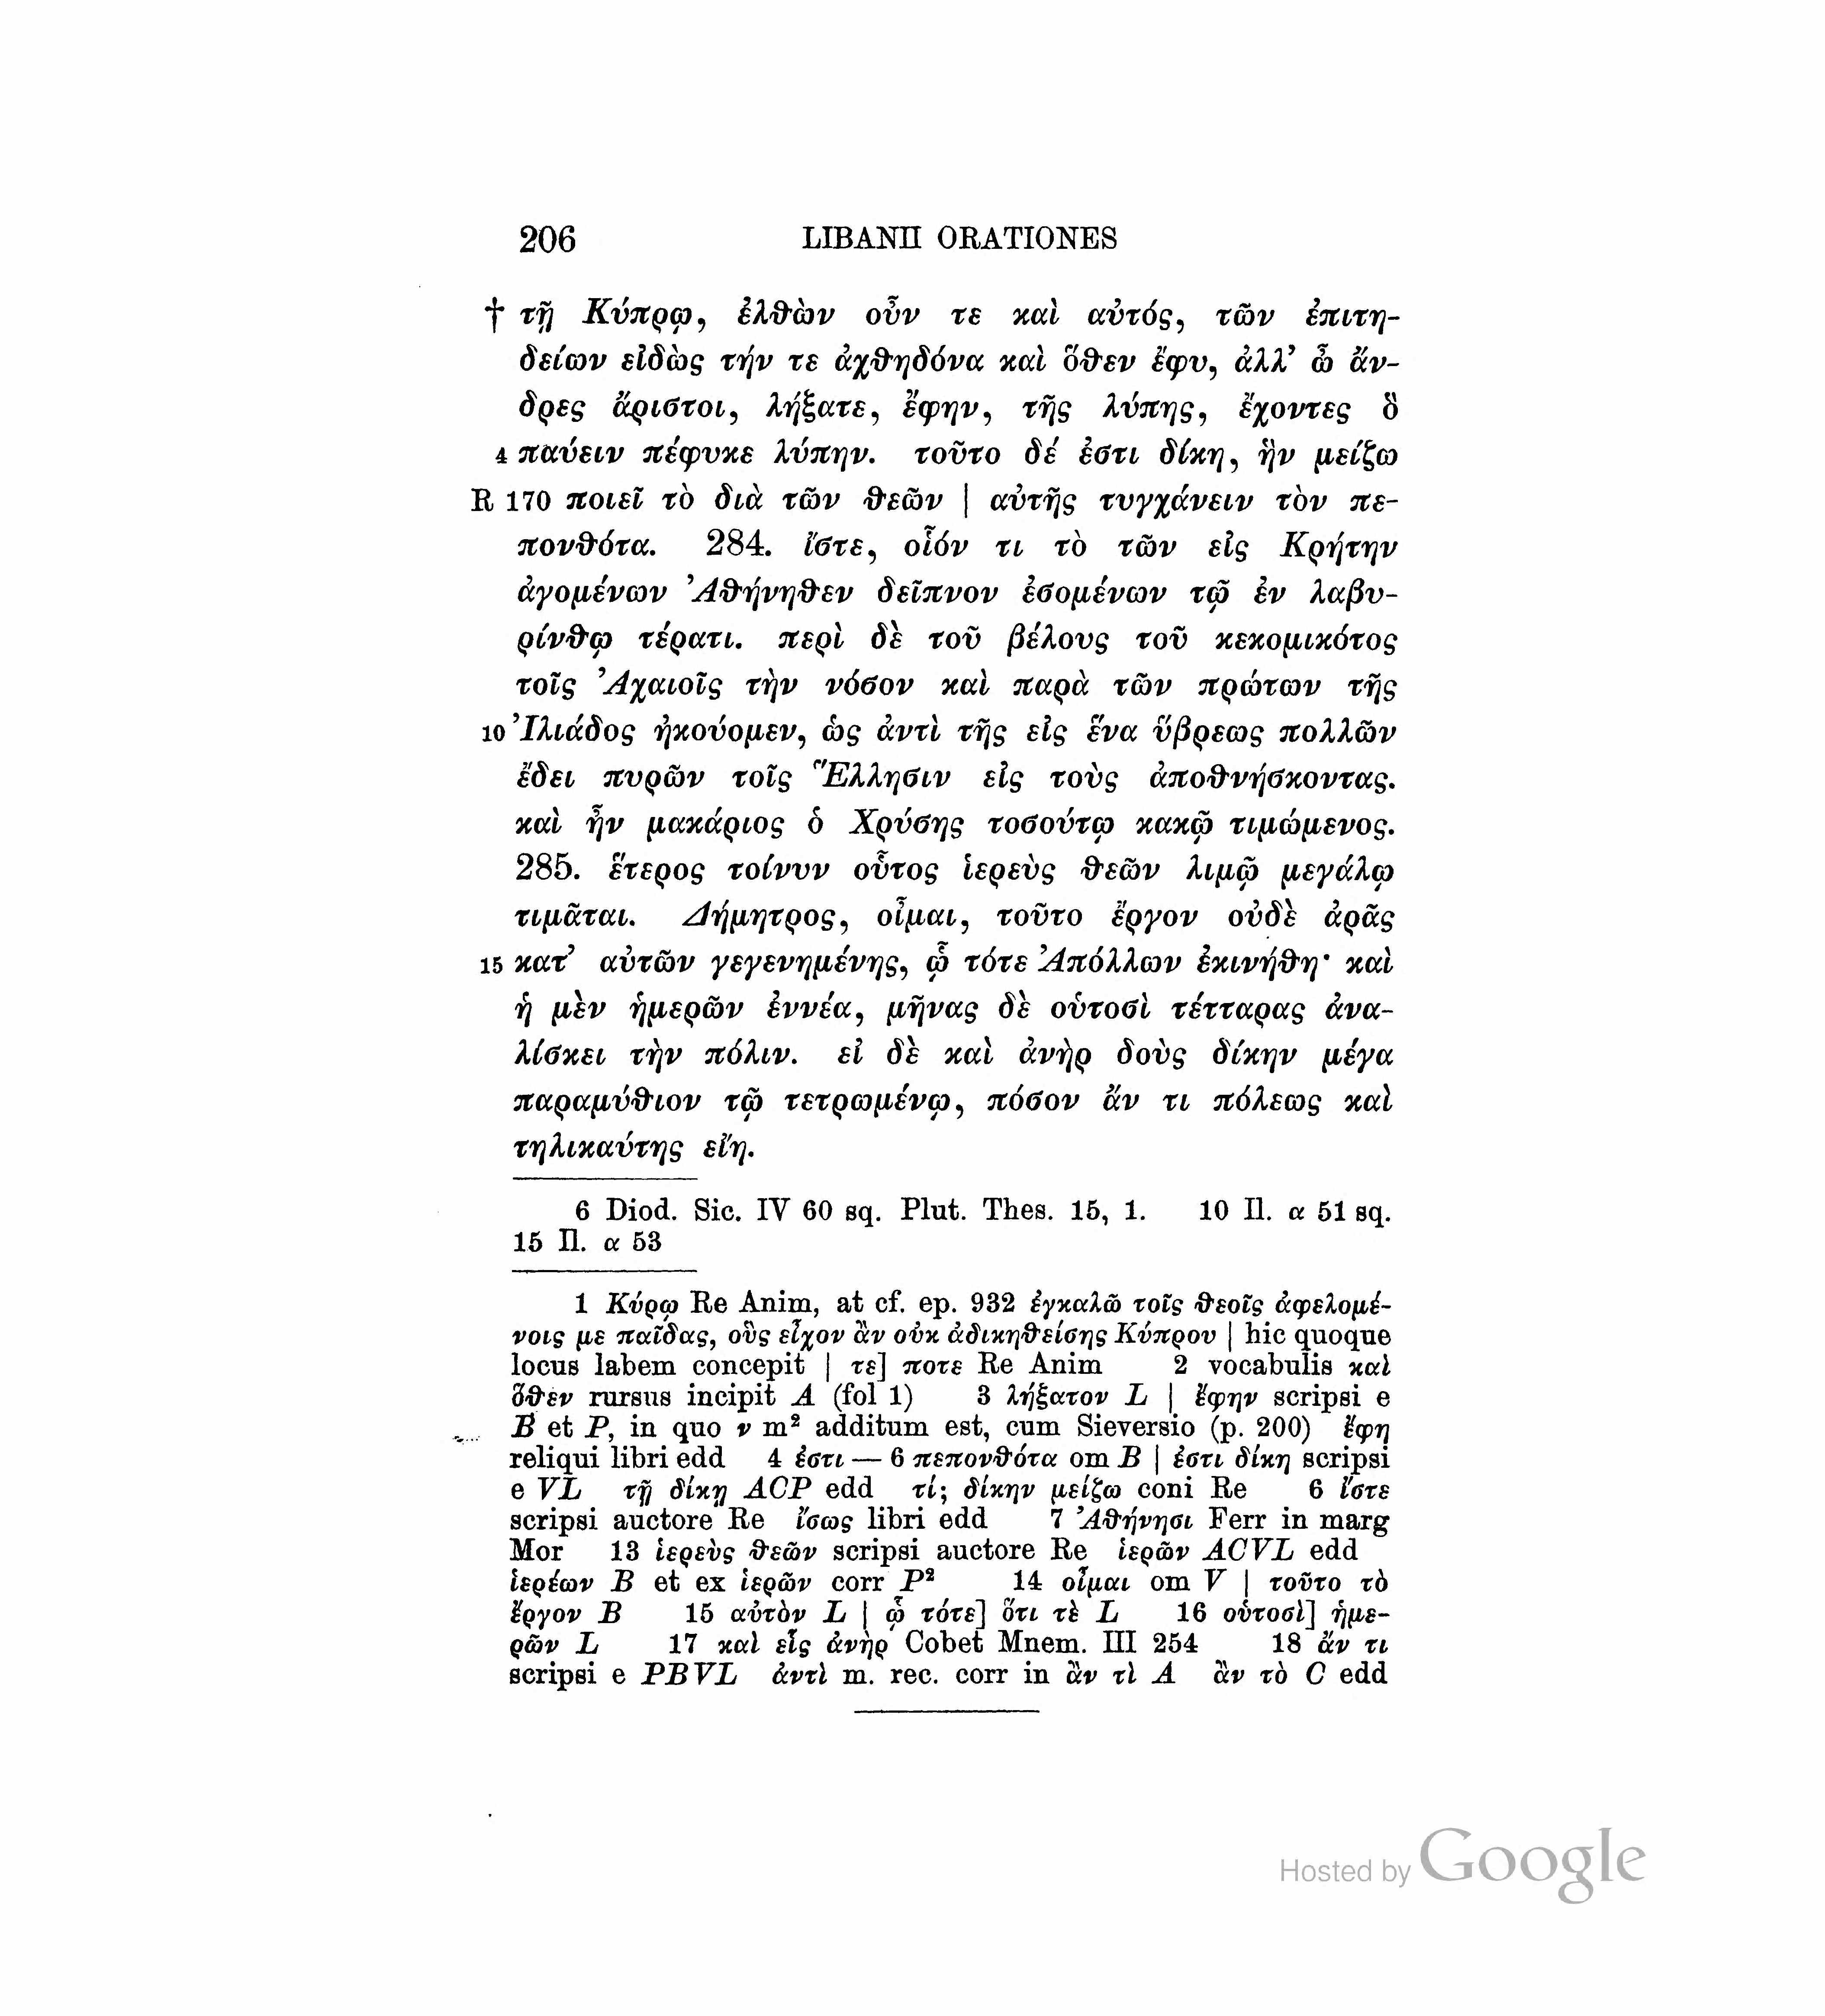 206 LIBANII ORATIONES
† τῇ Κύπρῳ, ἐλθὼν οὖν τε καὶ αὐτός, τῶν ἐπιτη-
δείων εἰδὼς τήν τε ἀχθηδόνα καὶ ὅθεν ἔφυ, ἀλλ’ ὦ ἄν-
δρες ἄριστοι, λήξατε, ἔφην, τῆς λύπης, ἔχοντες ὃ
4 παύειν πέφυκε λύπην. τοῦτο δέ ἐστι δίκη, ἣν μείζω
R 170 ποιεῖ τὸ διὰ τῶν θεῶν | αὐτῆς τυγχάνειν τὸν πε-
πονθότα. 284. ἴστε, οἷόν τι τὸ τῶν εἰς Κρήτην
ἀγομένων Ἀθήνηθεν δεῖπνον ἐσομένων τῷ ἐν λαβυ-
ρίνθῳ τέρατι. περὶ δὲ τοῦ βέλους τοῦ κεκομικότος
τοῖς Ἀχαιοῖς τὴν νόσον καὶ παρὰ τῶν πρώτων τῆς
10 Ἰλιάδος ἠκούομεν, ὡς ἀντὶ τῆς εἰς ἕνα ὕβρεως πολλῶν
ἔδει πυρῶν τοῖς Ἕλλησιν εἰς τοὺς ἀποθνήσκοντας.
καὶ ἦν μακάριος ὁ Χρύσης τοσούτῳ κακῷ τιμώμενος.
285. ἕτερος τοίνυν οὗτος ἱερεὺς θεῶν λιμῷ μεγάλῳ
τιμᾶται. Δήμητρος, οἶμαι, τοῦτο ἔργον οὐδὲ ἀρᾶς
15 κατ’ αὐτῶν γεγενημένης, ᾧ τότε Ἀπόλλων ἐκινήθη· καὶ
ἡ μὲν ἡμερῶν ἐννέα, μῆνας δὲ οὑτοσὶ τέτταρας ἀνα-
λίσκει τὴν πόλιν. εἰ δὲ καὶ ἀνὴρ δοὺς δίκην μέγα
παραμύθιον τῷ τετρωμένῳ, πόσον ἄν τι πόλεως καὶ
τηλικαύτης εἴη.
6 Diod. Sic. IV 60 sq. Plut. Thes. 15, 1. 10 Il. α 51 sq.
15 Il. α 53
1 Κύρῳ Re Anim, at cf. ep. 932 ἐγκαλῶ τοῖς θεοῖς ἀφελομέ-
νοις με παῖδας, οὓς εἶχον ἂν οὐκ ἀδικηθείσης Κύπρου | hic quoque
locus labem concepit | τε] ποτε Re Anim 2 vocabulis καὶ
ὅθεν rursus incipit A (fol 1) 3 λήξατον L | ἔφην scripsi e
B et P, in quo ν m² additum est, cum Sieversio (p. 200) ἔφη
reliqui libri edd 4 ἐστι — 6 πεπονθότα om B | ἐστι δίκη scripsi
e VL τῇ δίκῃ ACP edd τί; δίκην μείζω coni Re 6 ἴστε
scripsi auctore Re ἴσως libri edd 7 Ἀθήνησι Ferr in marg
Mor 13 ἱερεὺς θεῶν scripsi auctore Re ἱερῶν ACVL edd
ἱερέων B et ex ἱερῶν corr P² 14 οἶμαι om V | τοῦτο τὸ
ἔργον B 15 αὐτὸν L | ᾧ τότε] ὅτι τὲ L 16 οὑτοσὶ] ἡμε-
ρῶν L 17 καὶ εἷς ἀνὴρ Cobet Mnem. III 254 18 ἄν τι
scripsi e PBVL ἀντὶ m. rec. corr in ἂν τὶ A ἂν τὸ C edd
Hosted by Google